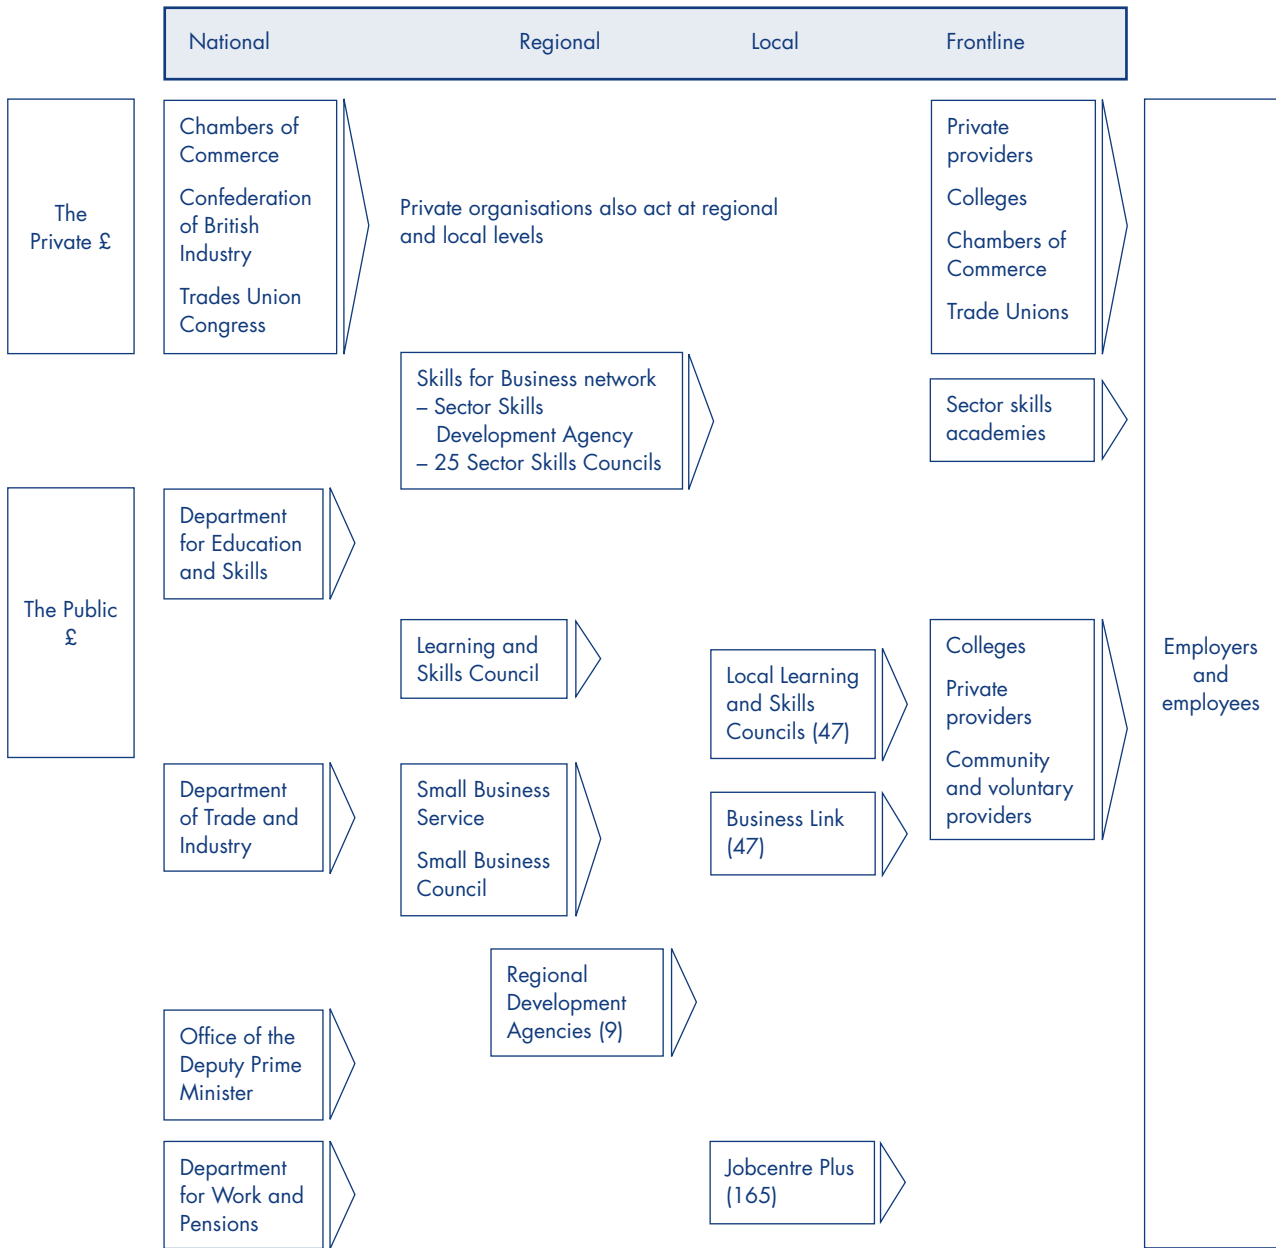 National
Regional
Local
Frontline
The
Private £
Chambers of
Commerce
Confederation
of British
Industry
Trades Union
Congress
Private organisations also act at regional
and local levels
Private
providers
Colleges
Chambers of
Commerce
Trade Unions
Skills for Business network
– Sector Skills
Development Agency
– 25 Sector Skills Councils
Sector skills
academies
The Public
£
Department
for Education
and Skills
Learning and
Skills Council
Local Learning
and Skills
Councils (47)
Colleges
Private
providers
Community
and voluntary
providers
Employers
and
employees
Department
of Trade and
Industry
Small Business
Service
Small Business
Council
Business Link
(47)
Regional
Development
Agencies (9)
Office of the
Deputy Prime
Minister
Department
for Work and
Pensions
Jobcentre Plus
(165)